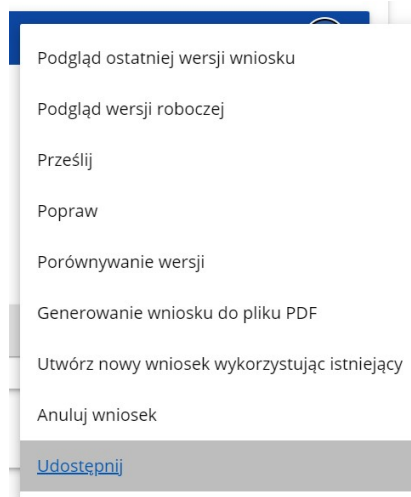 Podgląd ostatniej wersji wniosku
Podgląd wersji roboczej
Prześlij
Popraw
Porównywanie wersji
Generowanie wniosku do pliku PDF
Utwórz nowy wniosek wykorzystując istniejący
Anuluj wniosek
Udostępnij